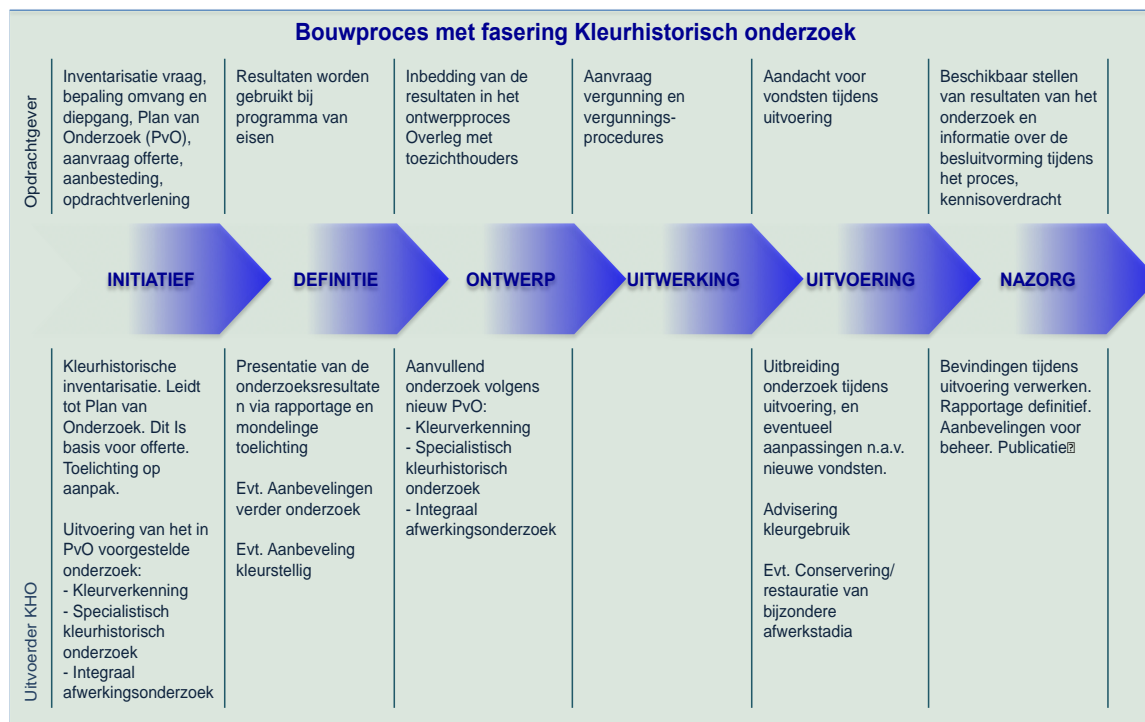 Bouwproces met fasering Kleurhistorisch onderzoek
Opdrachtgever
Inventarisatie vraag,
bepaling omvang en
diepgang, Plan van
Onderzoek (PvO),
aanvraag offerte,
aanbesteding,
opdrachtverlening
Resultaten worden
gebruikt bij
programma van
eisen
Inbedding van de
resultaten in het
ontwerpproces
Overleg met
toezichthouders
Aanvraag
vergunning en
vergunnings-
procedures
Aandacht voor
vondsten tijdens
uitvoering
Beschikbaar stellen
van resultaten van het
onderzoek en
informatie over de
besluitvorming tijdens
het proces,
kennisoverdracht
INITIATIEF
DEFINITIE
ONTWERP
UITWERKING
UITVOERING
NAZORG
Uitvoerder KHO
Kleurhistorische
inventarisatie. Leidt
tot Plan van
Onderzoek. Dit Is
basis voor offerte.
Toelichting op
aanpak.
Uitvoering van het in
PvO voorgestelde
onderzoek:
- Kleurverkenning
- Specialistisch
kleurhistorisch
onderzoek
- Integraal
afwerkingsonderzoek
Presentatie van de
onderzoeksresultate
n via rapportage en
mondelinge
toelichting
Evt. Aanbevelingen
verder onderzoek
Evt. Aanbeveling
kleurstellig
Aanvullend
onderzoek volgens
nieuw PvO:
- Kleurverkenning
- Specialistisch
kleurhistorisch
onderzoek
- Integraal
afwerkingsonderzoek
Uitbreiding
onderzoek tijdens
uitvoering, en
eventueel
aanpassingen n.a.v.
nieuwe vondsten.
Advisering
kleurgebruik
Evt. Conservering/
restauratie van
bijzondere
afwerkstadia
Bevindingen tijdens
uitvoering verwerken.
Rapportage definitief.
Aanbevelingen voor
beheer. Publicatie